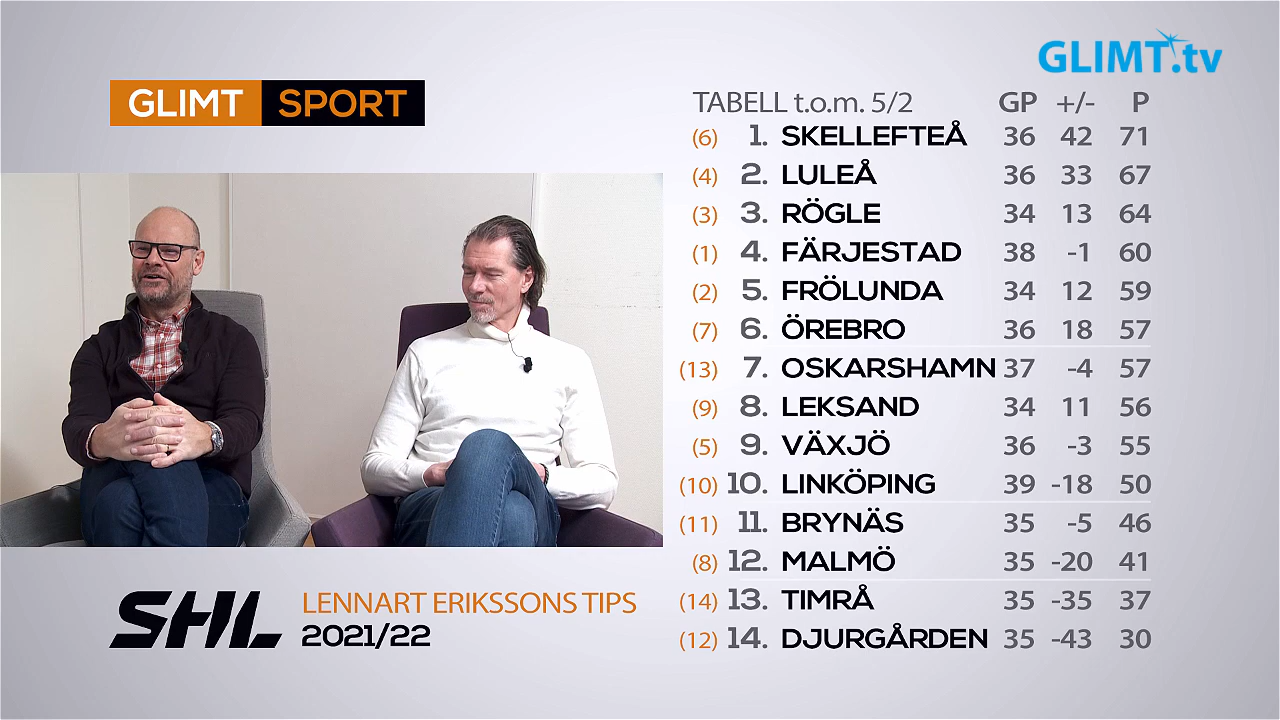 GLIMT.tv
GLIMT SPORT
TABELL t.o.m. 5/2 GP +/- P
(6) 1. SKELLEFTEÅ 36 42 71
(4) 2. LULEÅ 36 33 67
(3) 3. RÖGLE 34 13 64
(1) 4. FÄRJESTAD 38 -1 60
(2) 5. FRÖLUNDA 34 12 59
(7) 6. ÖREBRO 36 18 57
(13) 7. OSKARSHAMN 37 -4 57
(9) 8. LEKSAND 34 11 56
(5) 9. VÄXJÖ 36 -3 55
(10) 10. LINKÖPING 39 -18 50
(11) 11. BRYNÄS 35 -5 46
(8) 12. MALMÖ 35 -20 41
(14) 13. TIMRÅ 35 -35 37
(12) 14. DJURGÅRDEN 35 -43 30
SHL
LENNART ERIKSSONS TIPS
2021/22